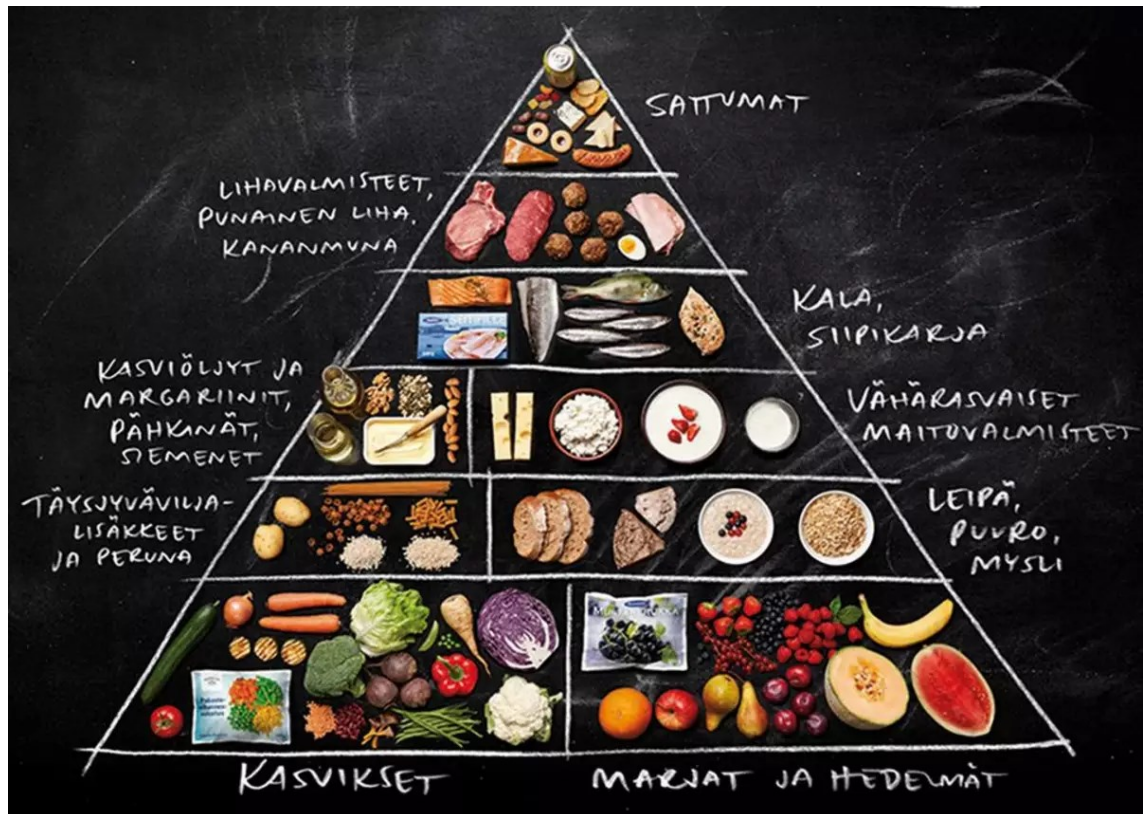 SATTUMAT
LIHAVALMISTEET,
PUNAINEN LIHA,
KANANMUNA
KALA,
SIIPIKARJA
KASVIÖLJYT JA
MARGARIINIT,
PÄHKINÄT,
SIEMENET
VÄHÄRASVAISET
MAITOVALMISTEET
TÄYSJYVÄVILJA-
LISÄKKEET
JA PERUNA
LEIPÄ,
PUURO,
MYSLI
KASVIKSET
MARJAT JA HEDELMÄT